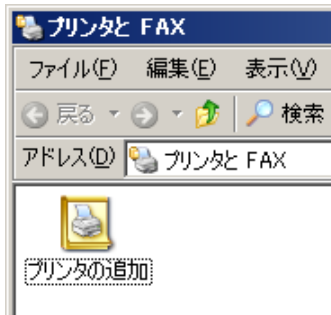 プリンタと FAX
ファイル(F) 編集(E) 表示(V)
戻る 検索
アドレス(D) プリンタと FAX
プリンタの追加